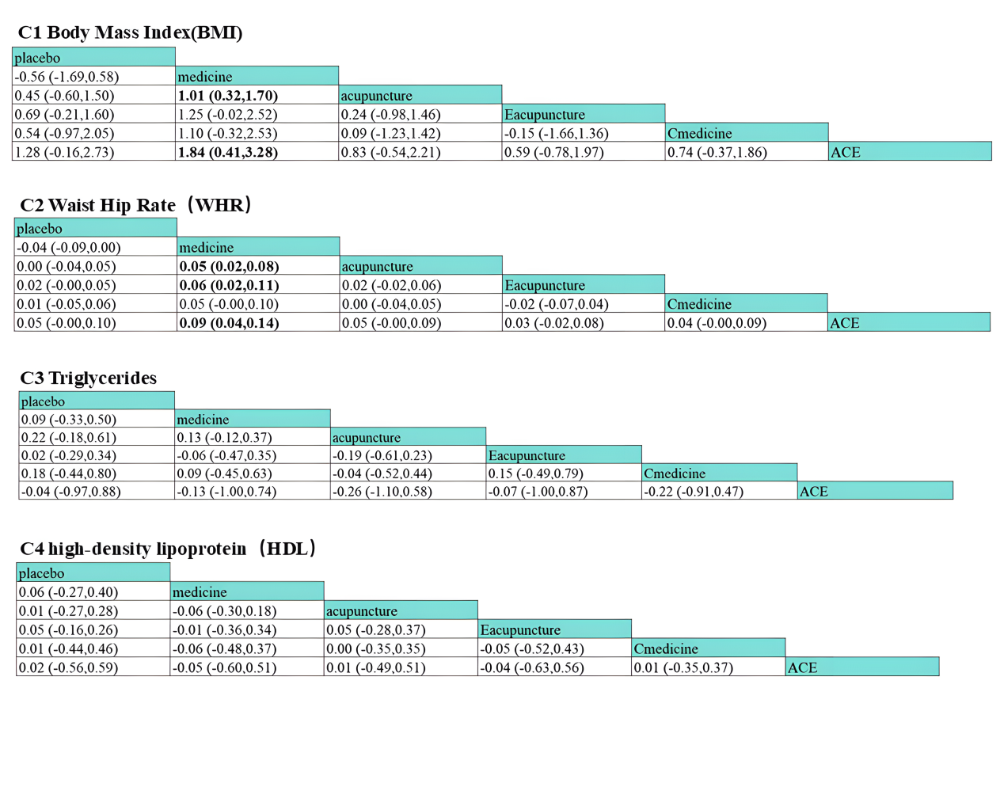 C1 Body Mass Index(BMI)
placebo
-0.56 (-1.69,0.58) medicine
0.45 (-0.60,1.50) 1.01 (0.32,1.70) acupuncture
0.69 (-0.21,1.60) 1.25 (-0.02,2.52) 0.24 (-0.98,1.46) Eacupuncture
0.54 (-0.97,2.05) 1.10 (-0.32,2.53) 0.09 (-1.23,1.42) -0.15 (-1.66,1.36) Cmedicine
1.28 (-0.16,2.73) 1.84 (0.41,3.28) 0.83 (-0.54,2.21) 0.59 (-0.78,1.97) 0.74 (-0.37,1.86) ACE
C2 Waist Hip Rate（WHR）
placebo
-0.04 (-0.09,0.00) medicine
0.00 (-0.04,0.05) 0.05 (0.02,0.08) acupuncture
0.02 (-0.00,0.05) 0.06 (0.02,0.11) 0.02 (-0.02,0.06) Eacupuncture
0.01 (-0.05,0.06) 0.05 (-0.00,0.10) 0.00 (-0.04,0.05) -0.02 (-0.07,0.04) Cmedicine
0.05 (-0.00,0.10) 0.09 (0.04,0.14) 0.05 (-0.00,0.09) 0.03 (-0.02,0.08) 0.04 (-0.00,0.09) ACE
C3 Triglycerides
placebo
0.09 (-0.33,0.50) medicine
0.22 (-0.18,0.61) 0.13 (-0.12,0.37) acupuncture
0.02 (-0.29,0.34) -0.06 (-0.47,0.35) -0.19 (-0.61,0.23) Eacupuncture
0.18 (-0.44,0.80) 0.09 (-0.45,0.63) -0.04 (-0.52,0.44) 0.15 (-0.49,0.79) Cmedicine
-0.04 (-0.97,0.88) -0.13 (-1.00,0.74) -0.26 (-1.10,0.58) -0.07 (-1.00,0.87) -0.22 (-0.91,0.47) ACE
C4 high-density lipoprotein（HDL）
placebo
0.06 (-0.27,0.40) medicine
0.01 (-0.27,0.28) -0.06 (-0.30,0.18) acupuncture
0.05 (-0.16,0.26) -0.01 (-0.36,0.34) 0.05 (-0.28,0.37) Eacupuncture
0.01 (-0.44,0.46) -0.06 (-0.48,0.37) 0.00 (-0.35,0.35) -0.05 (-0.52,0.43) Cmedicine
0.02 (-0.56,0.59) -0.05 (-0.60,0.51) 0.01 (-0.49,0.51) -0.04 (-0.63,0.56) 0.01 (-0.35,0.37) ACE